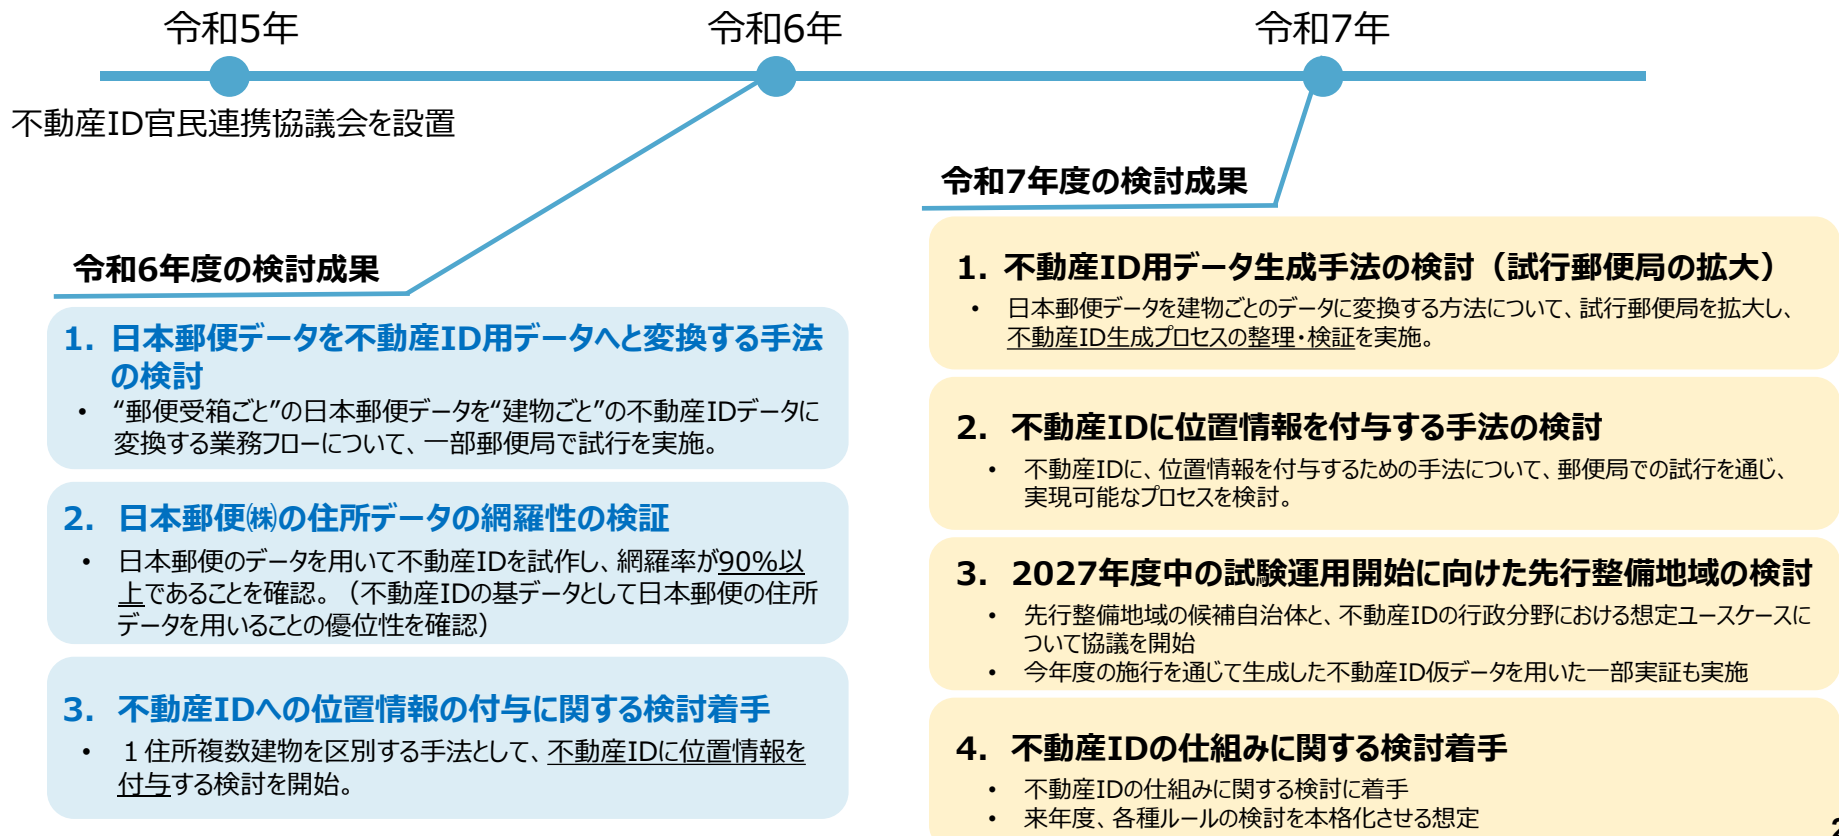 令和5年
令和6年
令和7年
不動産ID官民連携協議会を設置
令和6年度の検討成果
1. 日本郵便データを不動産ID用データへと変換する手法
の検討
• “郵便受箱ごと”の日本郵便データを“建物ごと”の不動産IDデータに
変換する業務フローについて、一部郵便局で試行を実施。
2. 日本郵便㈱の住所データの網羅性の検証
• 日本郵便のデータを用いて不動産IDを試作し、網羅率が90%以
上であることを確認。（不動産IDの基データとして日本郵便の住所
データを用いることの優位性を確認）
3. 不動産IDへの位置情報の付与に関する検討着手
• １住所複数建物を区別する手法として、不動産IDに位置情報を
付与する検討を開始。
令和7年度の検討成果
1. 不動産ID用データ生成手法の検討（試行郵便局の拡大）
• 日本郵便データを建物ごとのデータに変換する方法について、試行郵便局を拡大し、
不動産ID生成プロセスの整理・検証を実施。
2. 不動産IDに位置情報を付与する手法の検討
• 不動産IDに、位置情報を付与するための手法について、郵便局での試行を通じ、
実現可能なプロセスを検討。
3. 2027年度中の試験運用開始に向けた先行整備地域の検討
• 先行整備地域の候補自治体と、不動産IDの行政分野における想定ユースケースに
ついて協議を開始
• 今年度の施行を通じて生成した不動産ID仮データを用いた一部実証も実施
4. 不動産IDの仕組みに関する検討着手
• 不動産IDの仕組みに関する検討に着手
• 来年度、各種ルールの検討を本格化させる想定